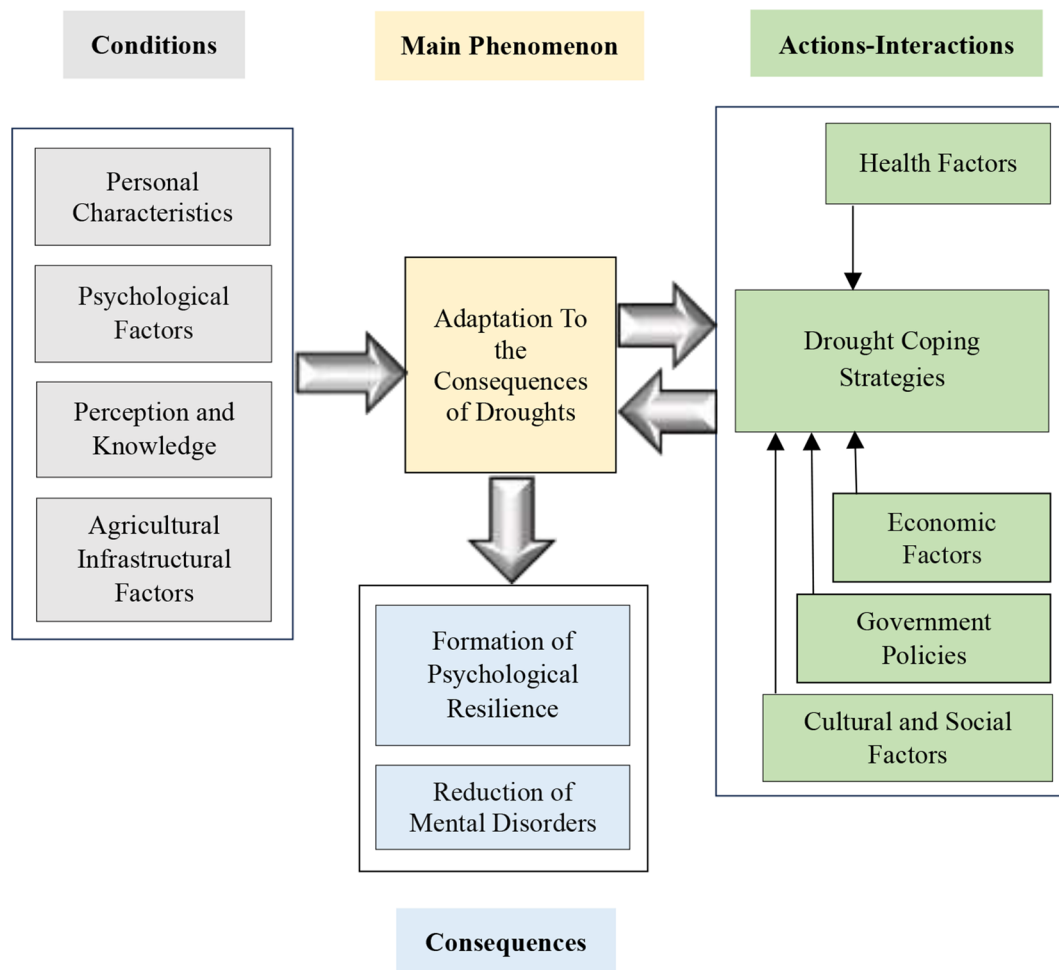 Conditions
Main Phenomenon
Actions-Interactions
Personal
Characteristics
Psychological
Factors
Perception and
Knowledge
Agricultural
Infrastructural
Factors
Adaptation To
the
Consequences
of Droughts
Health Factors
Drought Coping
Strategies
Economic
Factors
Government
Policies
Cultural and Social
Factors
Formation of
Psychological
Resilience
Reduction of
Mental Disorders
Consequences